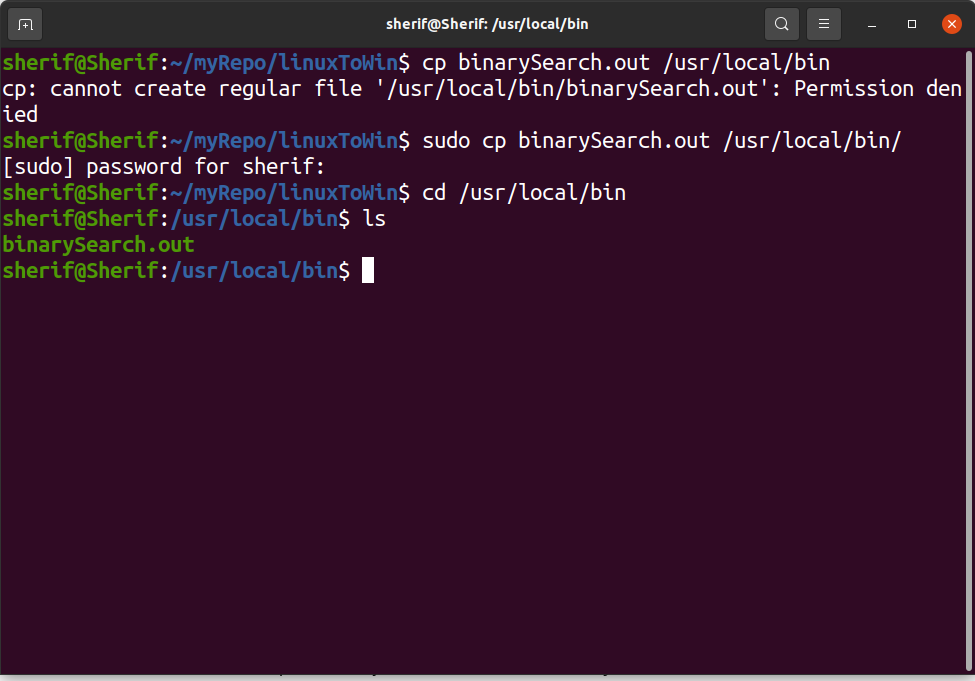 sherif@Sherif: /usr/local/bin
sherif@Sherif:~/myRepo/linuxToWin$ cp binarySearch.out /usr/local/bin
cp: cannot create regular file '/usr/local/bin/binarySearch.out': Permission den
ied
sherif@Sherif:~/myRepo/linuxToWin$ sudo cp binarySearch.out /usr/local/bin/
[sudo] password for sherif:
sherif@Sherif:~/myRepo/linuxToWin$ cd /usr/local/bin
sherif@Sherif:/usr/local/bin$ ls
binarySearch.out
sherif@Sherif:/usr/local/bin$